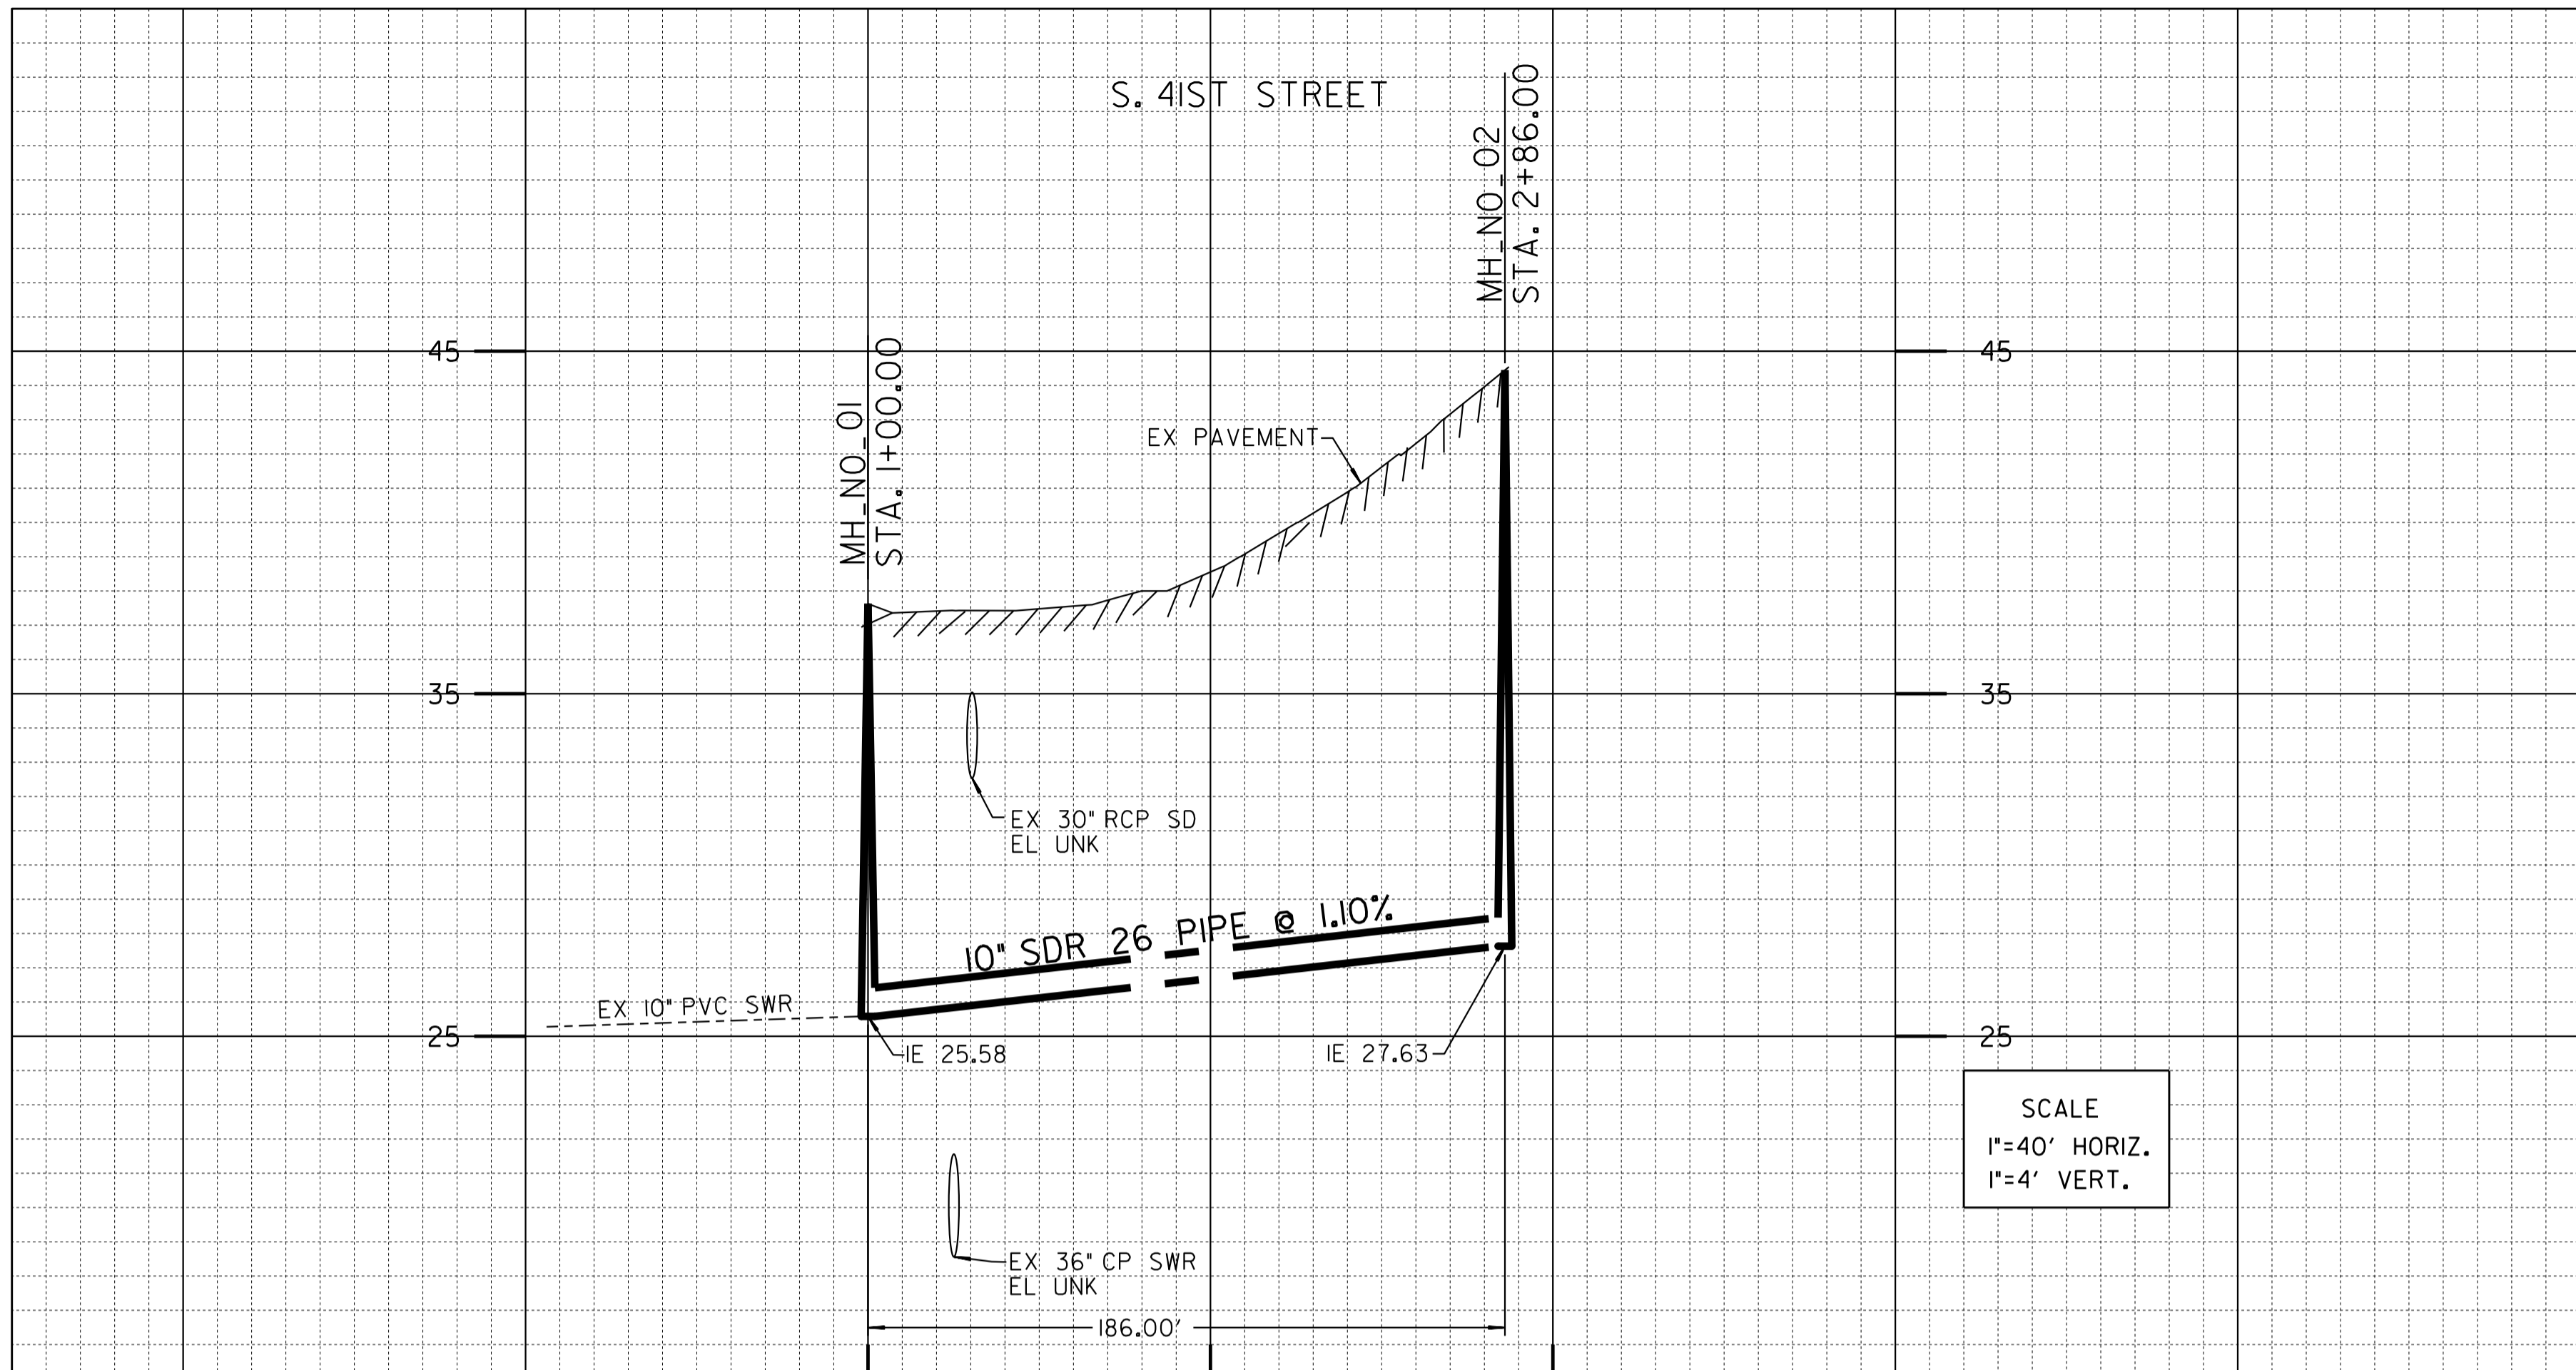 S. 41ST STREET
MH_NO_02
STA. 2+86.00
45
45
MH_NO_01
STA. 1+00.00
EX PAVEMENT
35
35
EX 30" RCP SD
EL UNK
10" SDR 26 PIPE @ 1.10%
EX 10" PVC SWR
25
25
IE 25.58
IE 27.63
SCALE
1"=40' HORIZ.
1"=4' VERT.
EX 36" CP SWR
EL UNK
186.00'